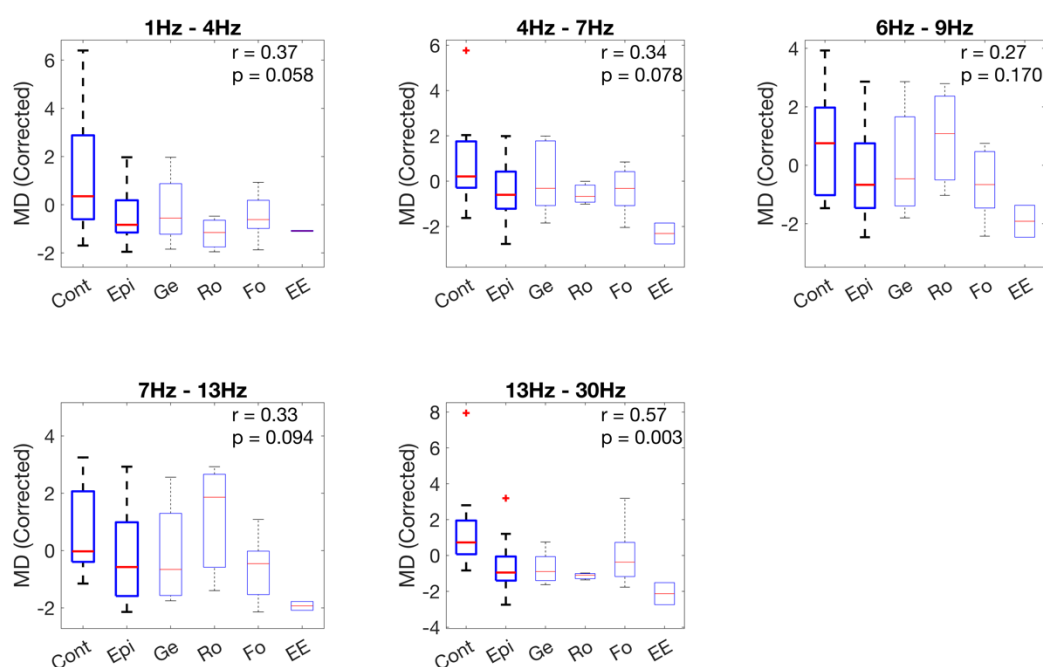 1Hz - 4Hz
r = 0.37
p = 0.058
MD (Corrected)
6
4
2
0
-2
Cont Epi Ge Ro Fo EE
4Hz - 7Hz
r = 0.34
p = 0.078
MD (Corrected)
6
4
2
0
-2
Cont Epi Ge Ro Fo EE
6Hz - 9Hz
r = 0.27
p = 0.170
MD (Corrected)
4
2
0
-2
Cont Epi Ge Ro Fo EE
7Hz - 13Hz
r = 0.33
p = 0.094
MD (Corrected)
4
2
0
-2
Cont Epi Ge Ro Fo EE
13Hz - 30Hz
r = 0.57
p = 0.003
MD (Corrected)
8
6
4
2
0
-2
-4
Cont Epi Ge Ro Fo EE